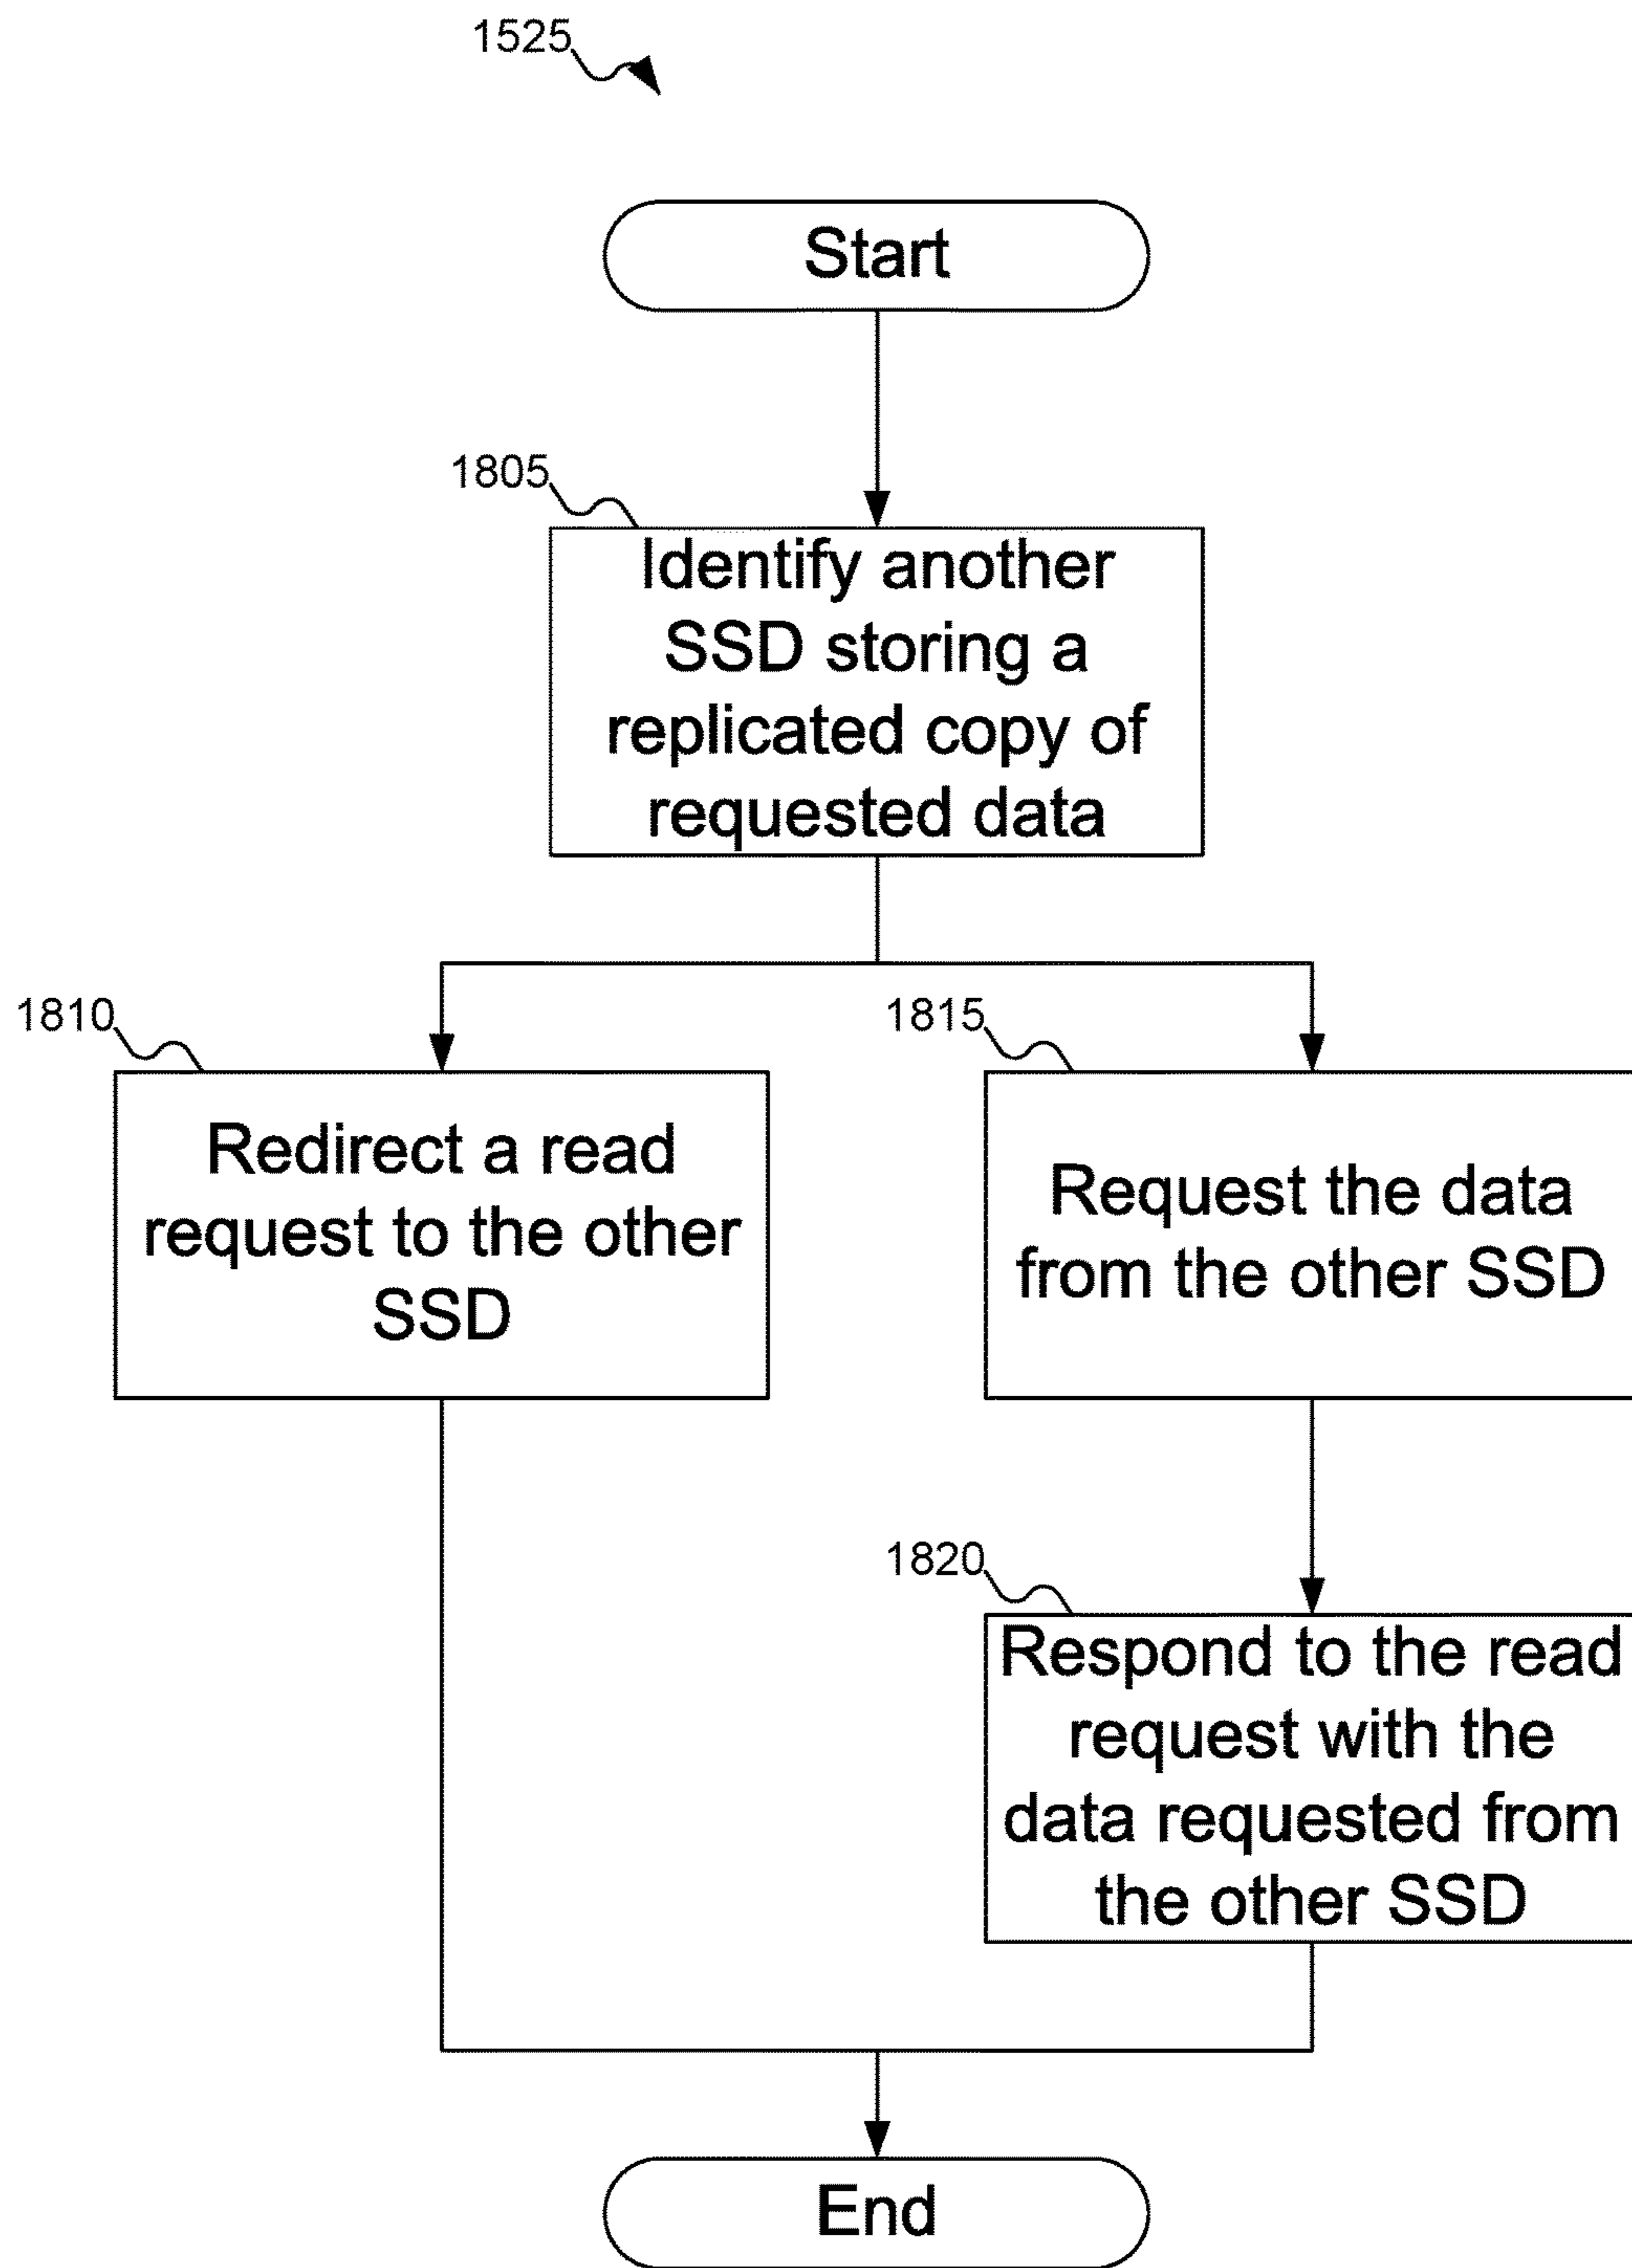 1525
Start
1805
Identify another
SSD storing a
replicated copy of
requested data
1810
Redirect a read
request to the other
SSD
1815
Request the data
from the other SSD
1820
Respond to the read
request with the
data requested from
the other SSD
End